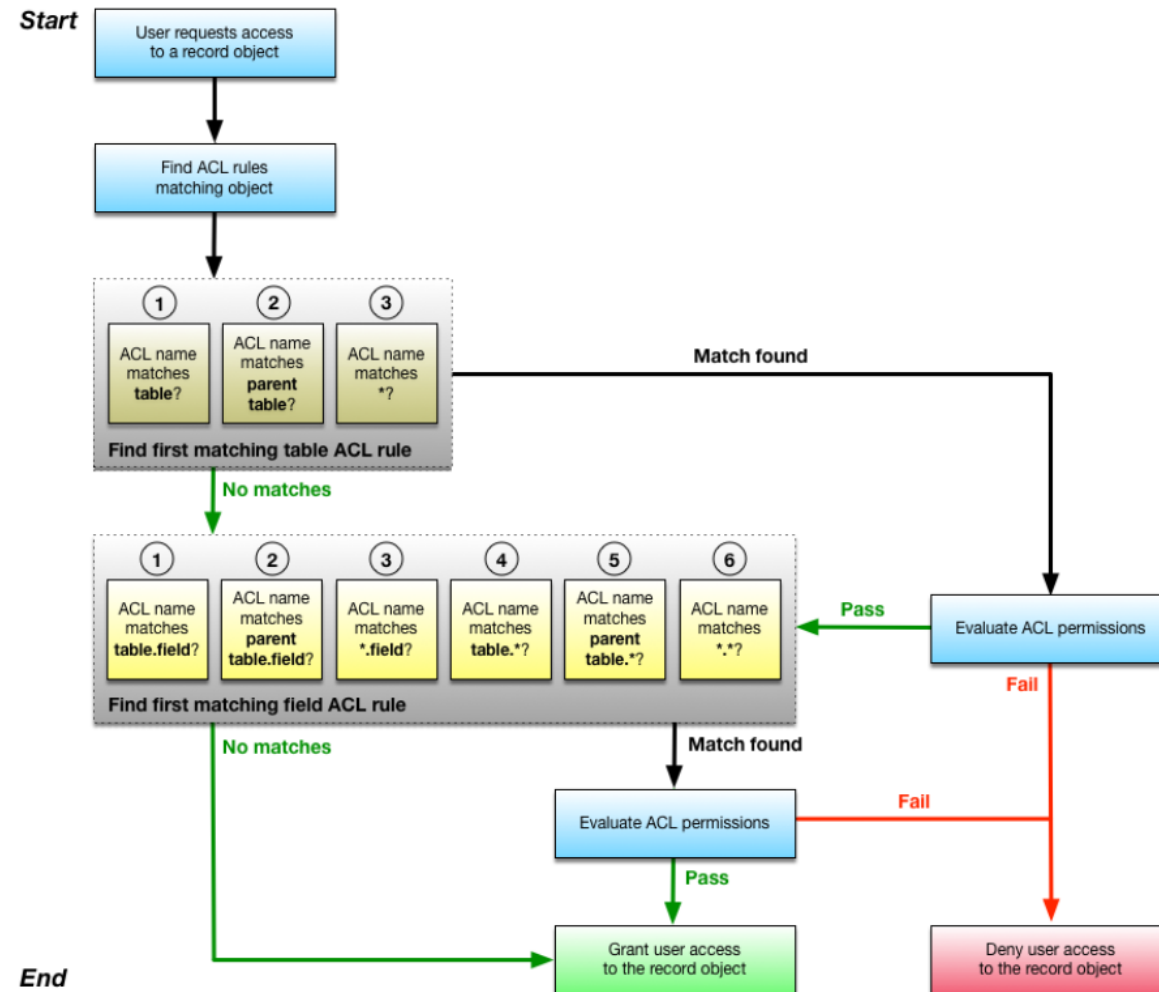 Start
User requests access
to a record object
Find ACL rules
matching object
1
2
3
ACL name
matches
table?
ACL name
matches
parent
table?
ACL name
matches
*?
Find first matching table ACL rule
Match found
No matches
1
2
3
4
5
6
ACL name
matches
table.field?
ACL name
matches
parent
table.field?
ACL name
matches
*.field?
ACL name
matches
table.*?
ACL name
matches
parent
table.*?
ACL name
matches
*.*?
Find first matching field ACL rule
Pass
Evaluate ACL permissions
Fail
No matches
Match found
Evaluate ACL permissions
Fail
Pass
Grant user access
to the record object
Deny user access
to the record object
End